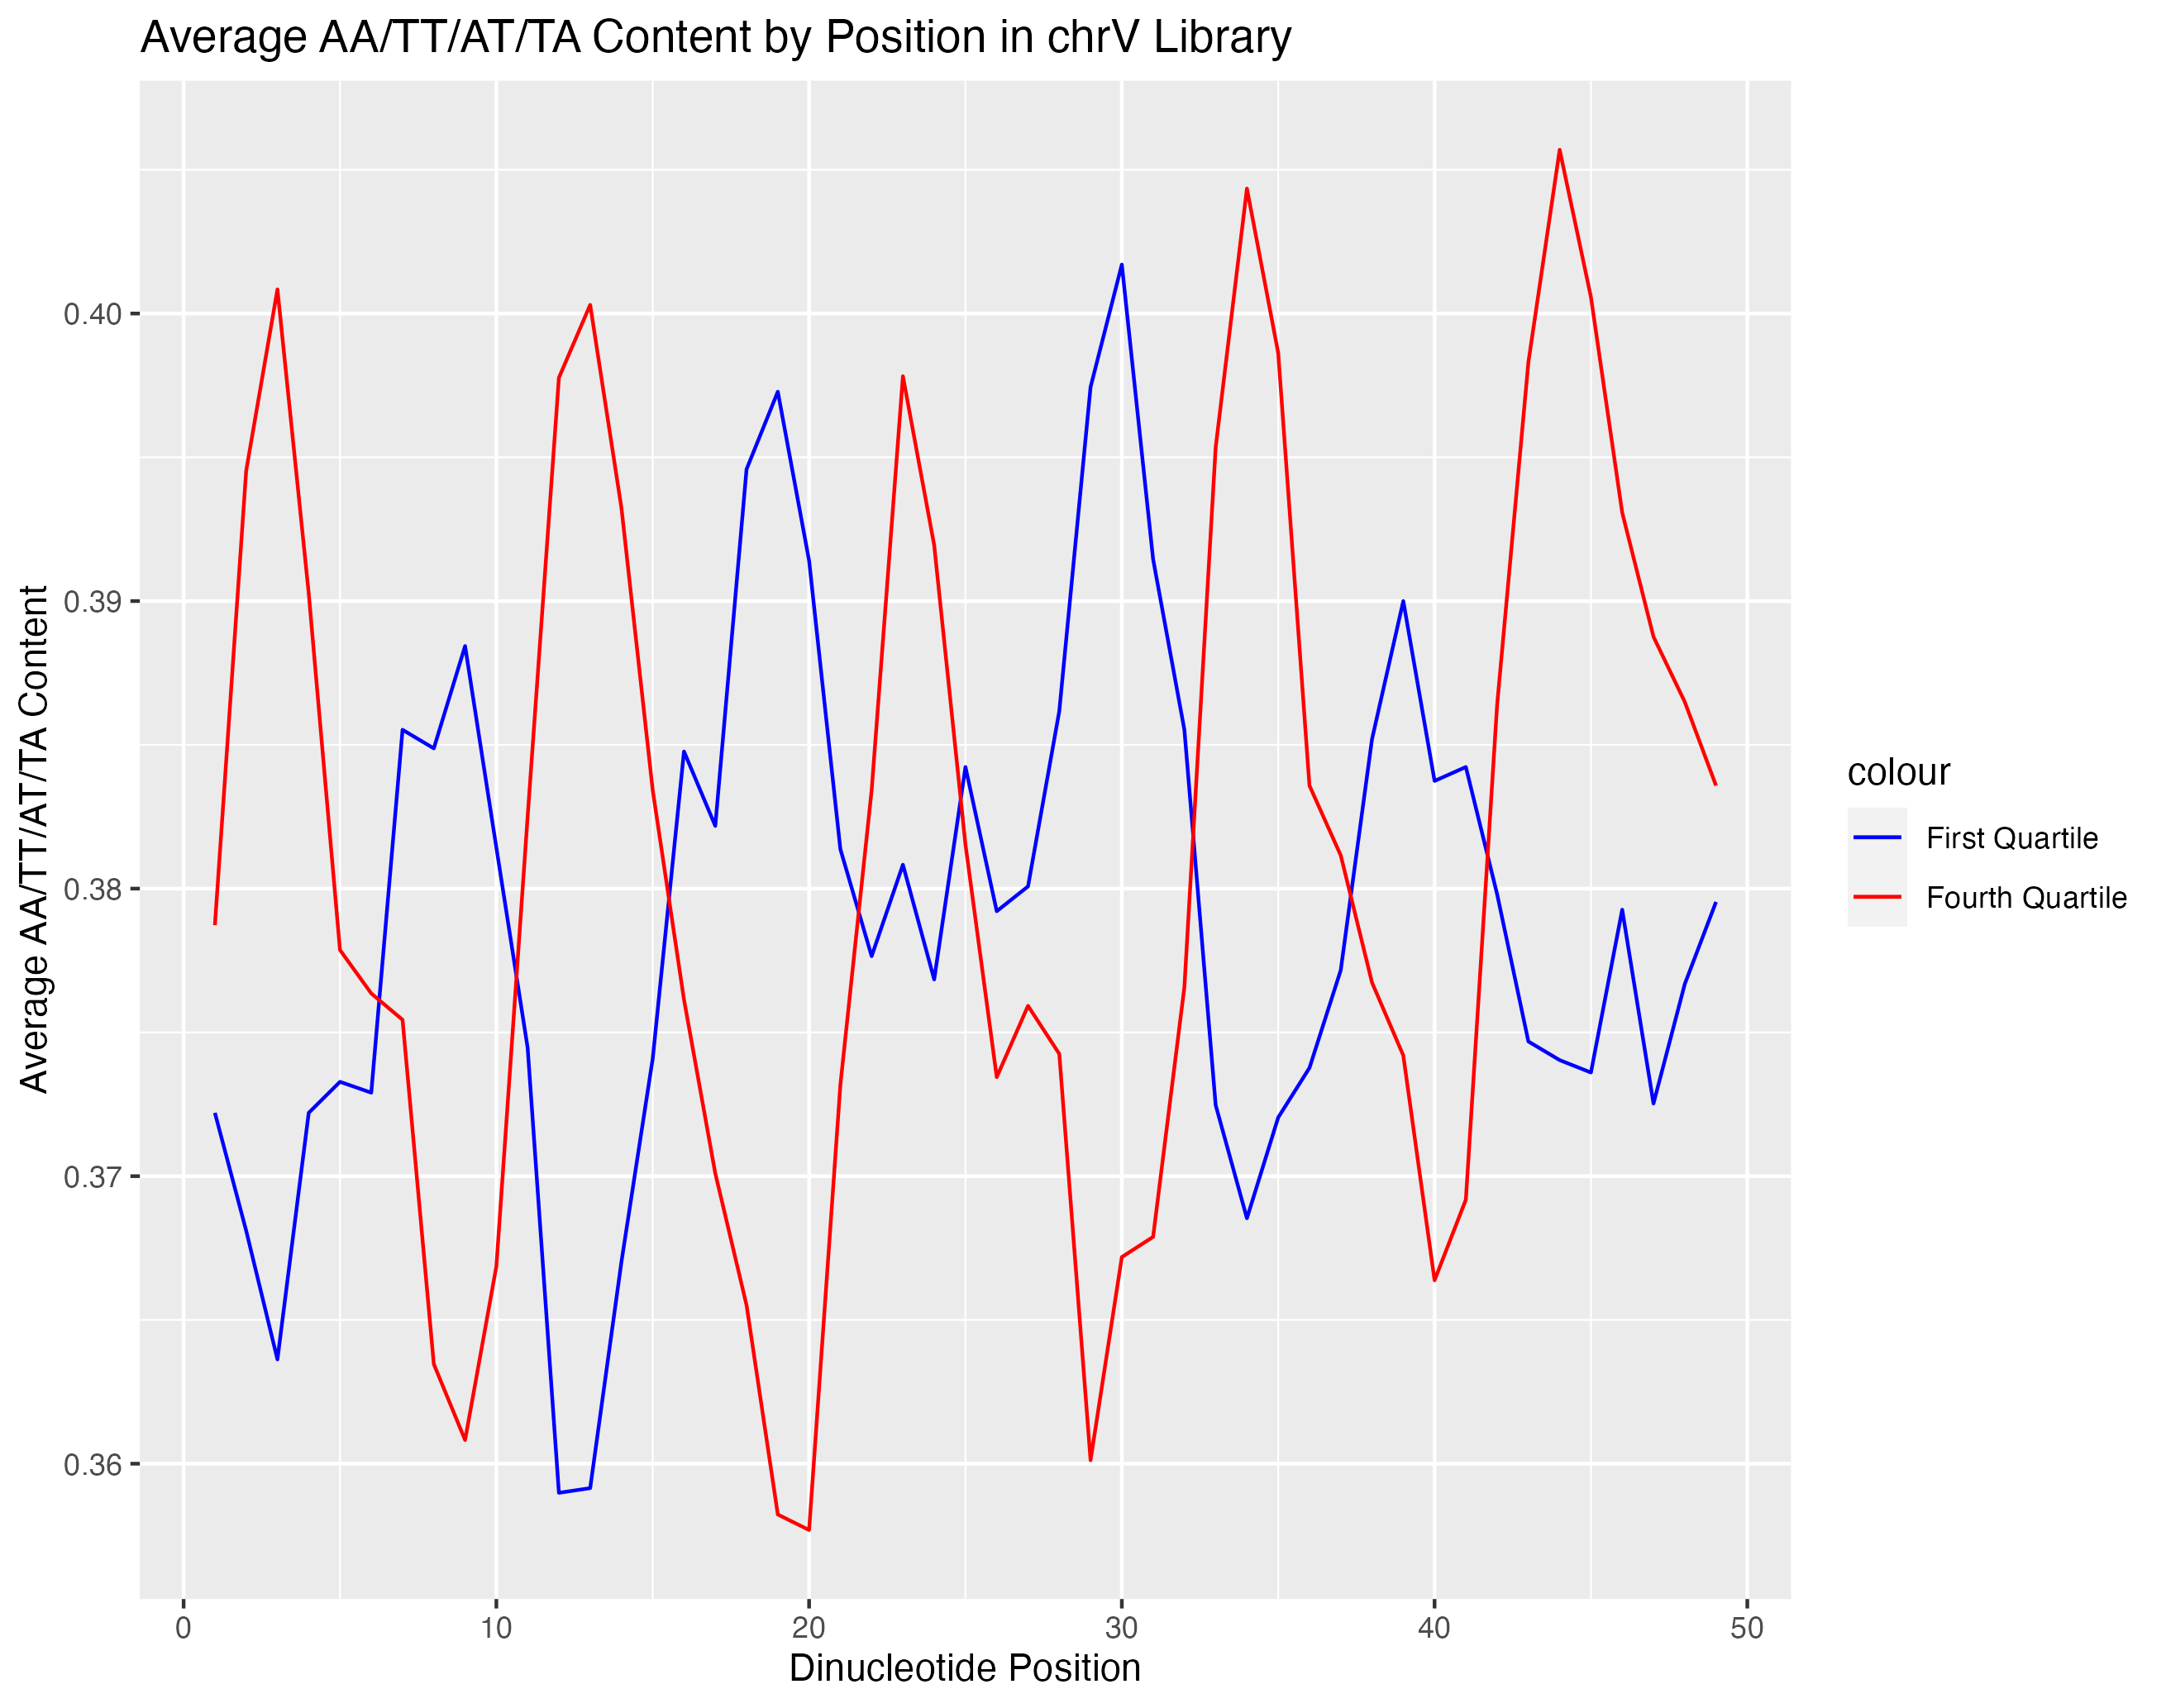 Average AA/TT/AT/TA Content by Position in chrV Library
Average AA/TT/AT/TA Content
0.40
0.39
0.38
0.37
0.36
0
10
20
30
40
50
Dinucleotide Position
colour
First Quartile
Fourth Quartile